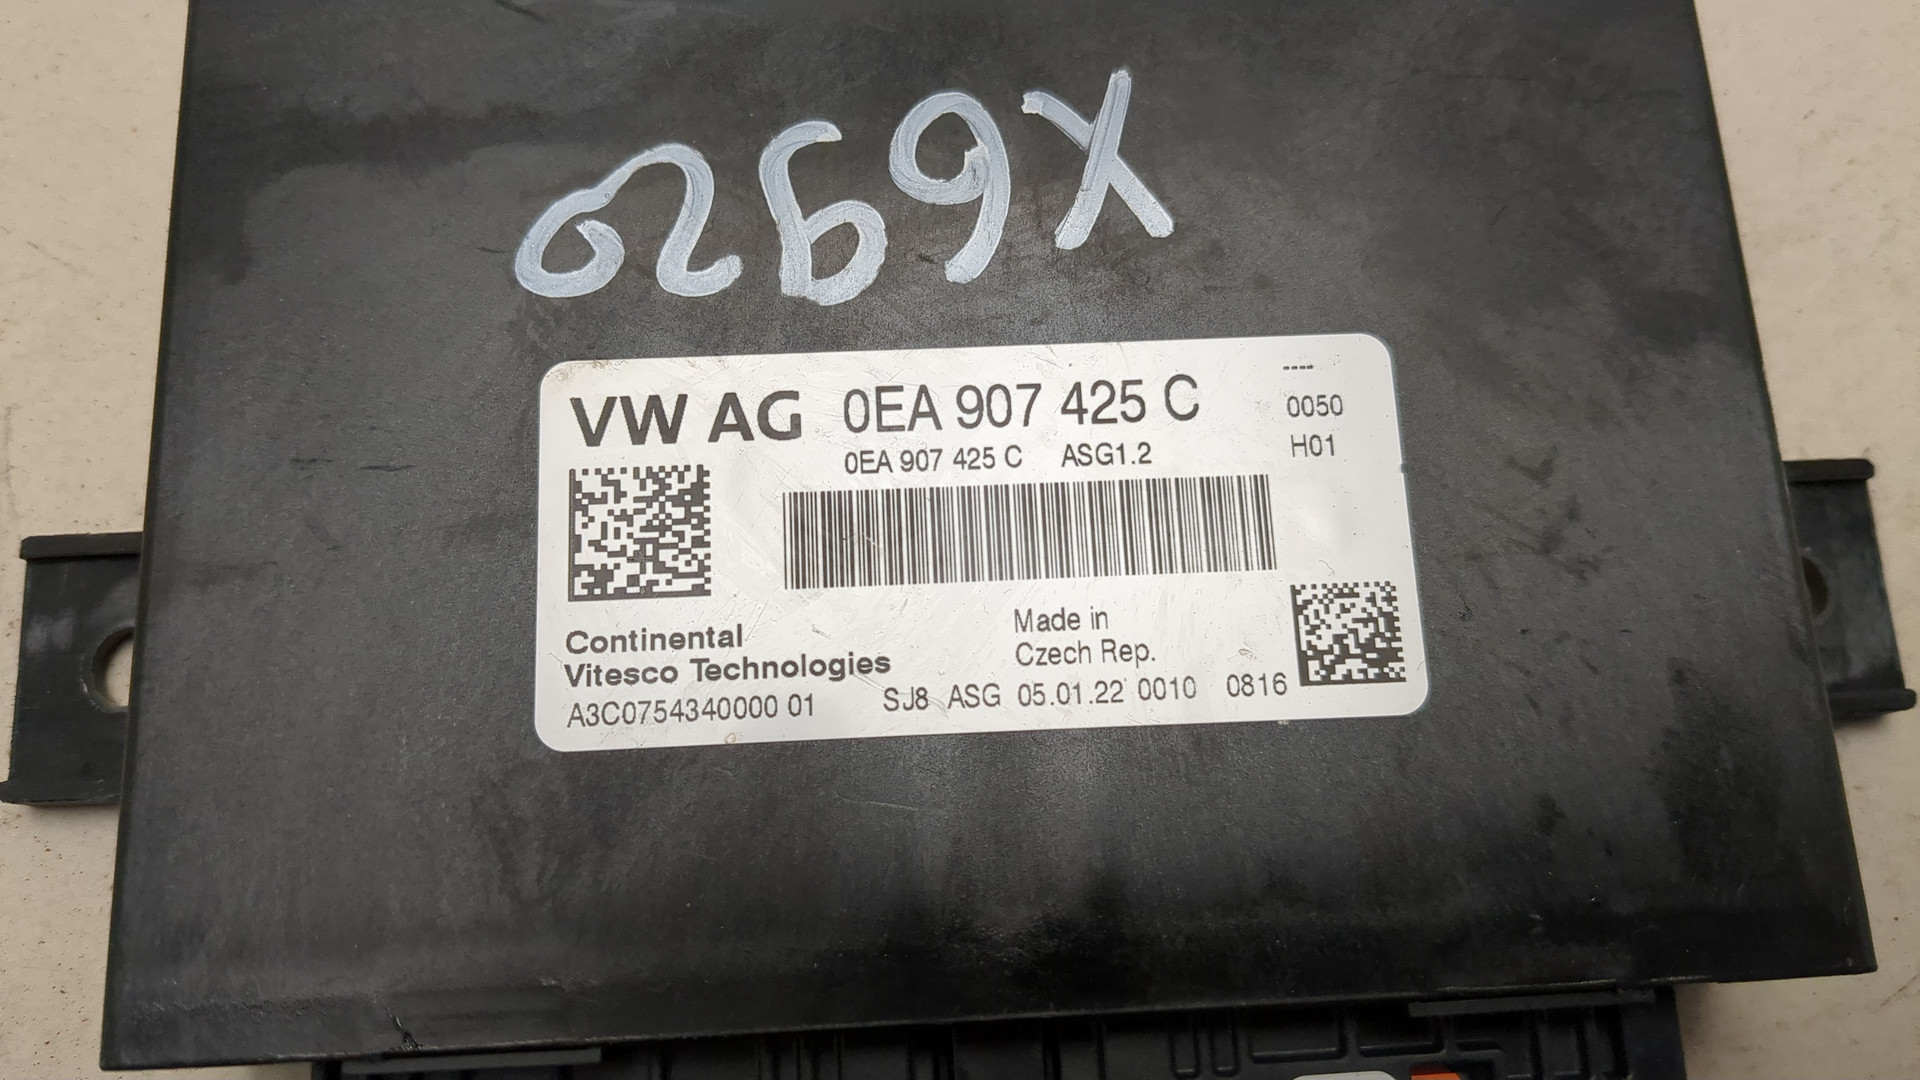 VW AG 0EA 907 425 C ----
0EA 907 425 C ASG1.2 0050
H01
Continental
Vitesco Technologies
Made in
Czech Rep.
A3C0754340000 01 SJ8 ASG 05.01.22 0010 0816